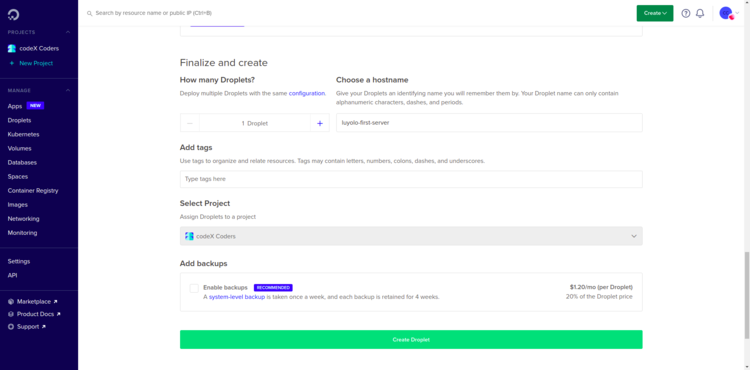 Search by resource name or public IP (Ctrl+B)
Create
PROJECTS
codeX Coders
+ New Project
MANAGE
Apps NEW
Droplets
Kubernetes
Volumes
Databases
Spaces
Container Registry
Images
Networking
Monitoring
Settings
API
Marketplace
Product Docs
Support
Finalize and create
How many Droplets?
Deploy multiple Droplets with the same configuration.
1 Droplet
Choose a hostname
Give your Droplets an identifying name you will remember them by. Your Droplet name can only contain
alphanumeric characters, dashes, and periods.
luyolo-first-server
Add tags
Use tags to organize and relate resources. Tags may contain letters, numbers, colons, dashes, and underscores.
Type tags here
Select Project
Assign Droplets to a project
codeX Coders
Add backups
Enable backups RECOMMENDED
A system-level backup is taken once a week, and each backup is retained for 4 weeks.
$1.20/mo (per Droplet)
20% of the Droplet price
Create Droplet